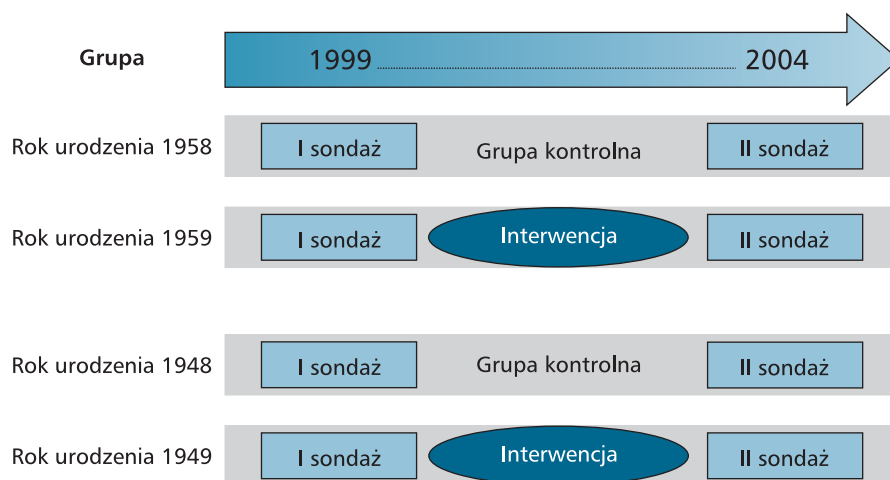 Grupa 1999 2004
Rok urodzenia 1958 I sondaż Grupa kontrolna II sondaż
Rok urodzenia 1959 I sondaż Interwencja II sondaż
Rok urodzenia 1948 I sondaż Grupa kontrolna II sondaż
Rok urodzenia 1949 I sondaż Interwencja II sondaż